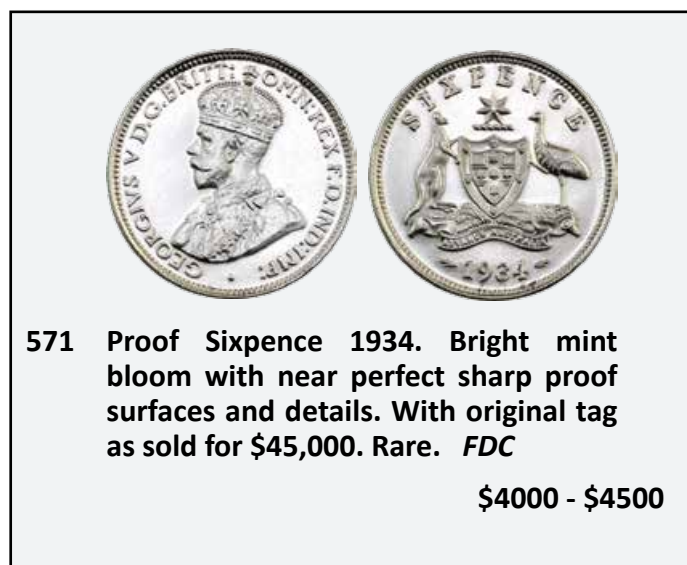 GEORGIVS V D.G.BRITT: OMN:REX F.D.IND:IMP:
SIXPENCE
1934
571 Proof Sixpence 1934. Bright mint
bloom with near perfect sharp proof
surfaces and details. With original tag
as sold for $45,000. Rare. FDC
$4000 - $4500